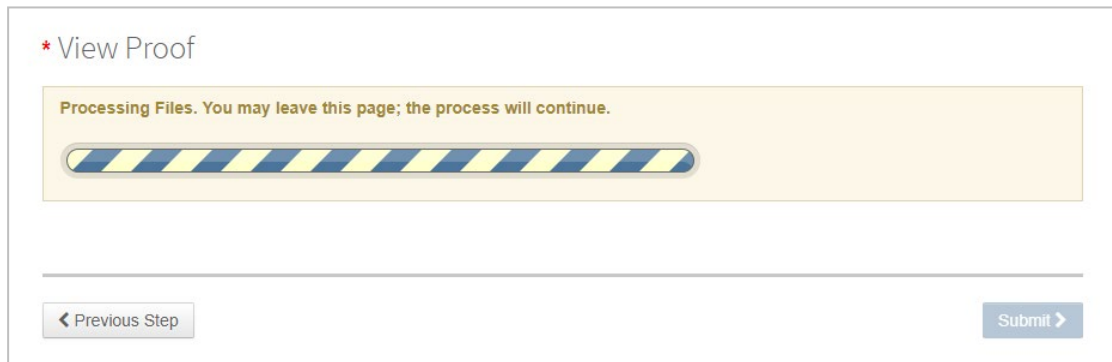 * View Proof
Processing Files. You may leave this page; the process will continue.
Previous Step
Submit